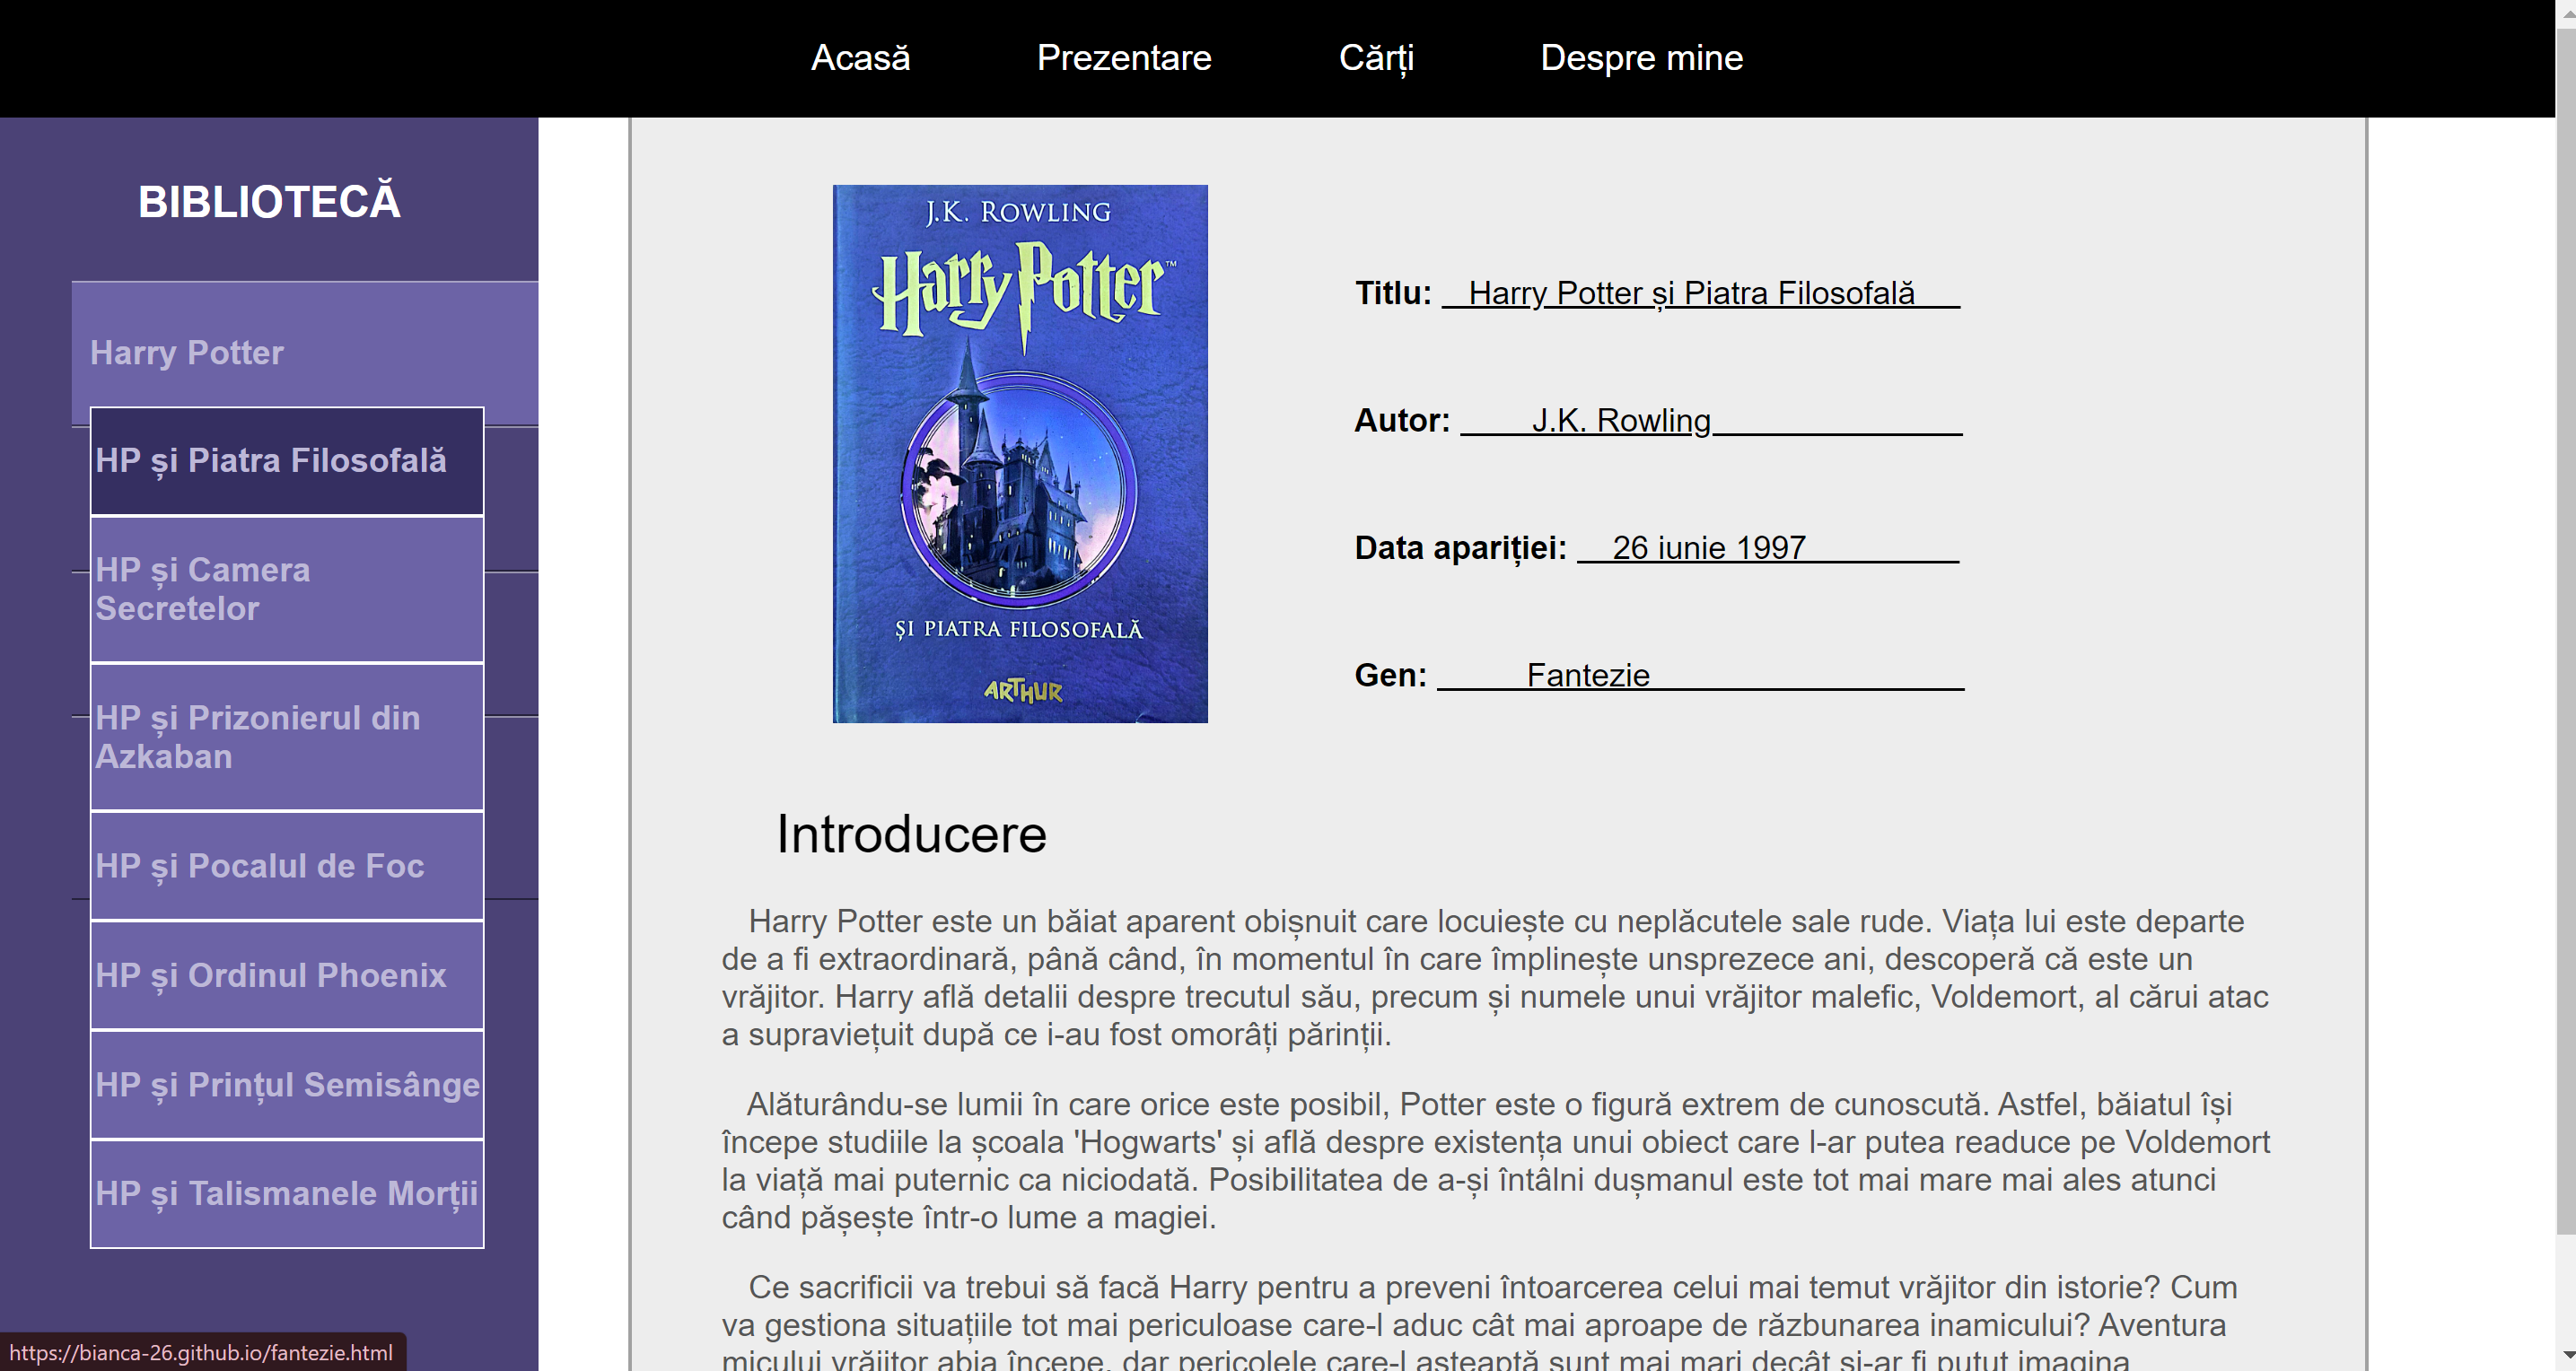 Acasă Prezentare Cărți Despre mine
BIBLIOTECĂ
Harry Potter
HP și Piatra Filosofală
HP și Camera
Secretelor
HP și Prizonierul din
Azkaban
HP și Pocalul de Foc
HP și Ordinul Phoenix
HP și Prințul Semisânge
HP și Talismanele Morții
J.K. ROWLING
Harry Potter™
ȘI PIATRA FILOSOFALĂ
ARTHUR
Titlu: Harry Potter și Piatra Filosofală
Autor: J.K. Rowling
Data apariției: 26 iunie 1997
Gen: Fantezie
Introducere
Harry Potter este un băiat aparent obișnuit care locuiește cu neplăcutele sale rude. Viața lui este departe
de a fi extraordinară, până când, în momentul în care împlinește unsprezece ani, descoperă că este un
vrăjitor. Harry află detalii despre trecutul său, precum și numele unui vrăjitor malefic, Voldemort, al cărui atac
a supraviețuit după ce i-au fost omorâți părinții.
Alăturându-se lumii în care orice este posibil, Potter este o figură extrem de cunoscută. Astfel, băiatul își
începe studiile la școala 'Hogwarts' și află despre existența unui obiect care l-ar putea readuce pe Voldemort
la viață mai puternic ca niciodată. Posibilitatea de a-și întâlni dușmanul este tot mai mare mai ales atunci
când pășește într-o lume a magiei.
Ce sacrificii va trebui să facă Harry pentru a preveni întoarcerea celui mai temut vrăjitor din istorie? Cum
va gestiona situațiile tot mai periculoase care-l aduc cât mai aproape de răzbunarea inamicului? Aventura
micului vrăjitor abia începe, dar pericolele care-l așteaptă sunt mai mari decât și-ar fi putut imagina
https://bianca-26.github.io/fantezie.html